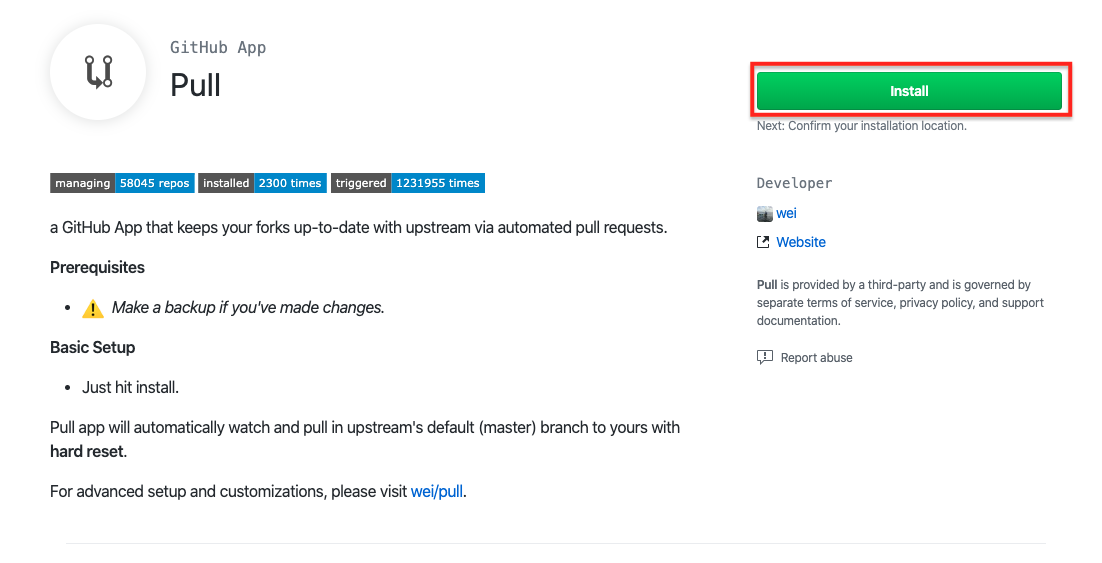 GitHub App
Pull
Install
Next: Confirm your installation location.
managing 58045 repos installed 2300 times triggered 1231955 times
a GitHub App that keeps your forks up-to-date with upstream via automated pull requests.
Prerequisites
Make a backup if you've made changes.
Basic Setup
Just hit install.
Pull app will automatically watch and pull in upstream's default (master) branch to yours with
hard reset.
For advanced setup and customizations, please visit wei/pull.
Developer
wei
Website
Pull is provided by a third-party and is governed by
separate terms of service, privacy policy, and support
documentation.
Report abuse